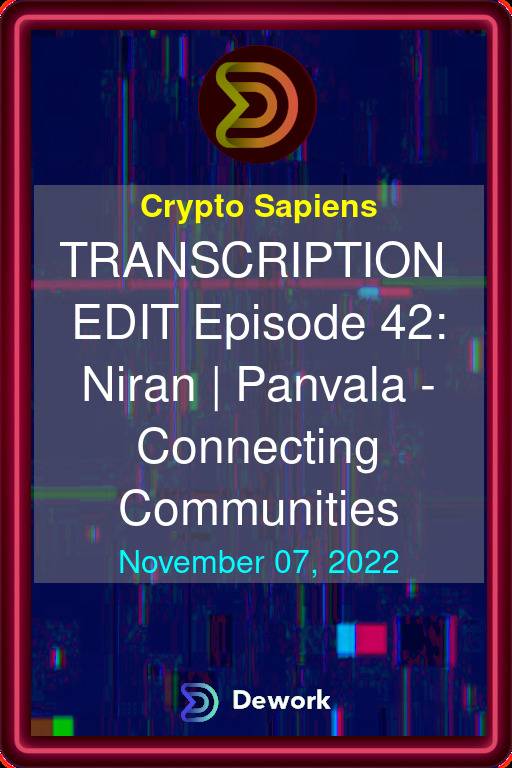 Crypto Sapiens
TRANSCRIPTION
EDIT Episode 42:
Niran | Panvala -
Connecting
Communities
November 07, 2022
Dework